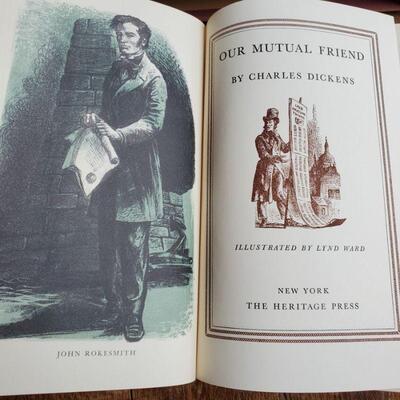 JOHN ROKESMITH
OUR MUTUAL FRIEND
BY CHARLES DICKENS
ILLUSTRATED BY LYND WARD
NEW YORK
THE HERITAGE PRESS